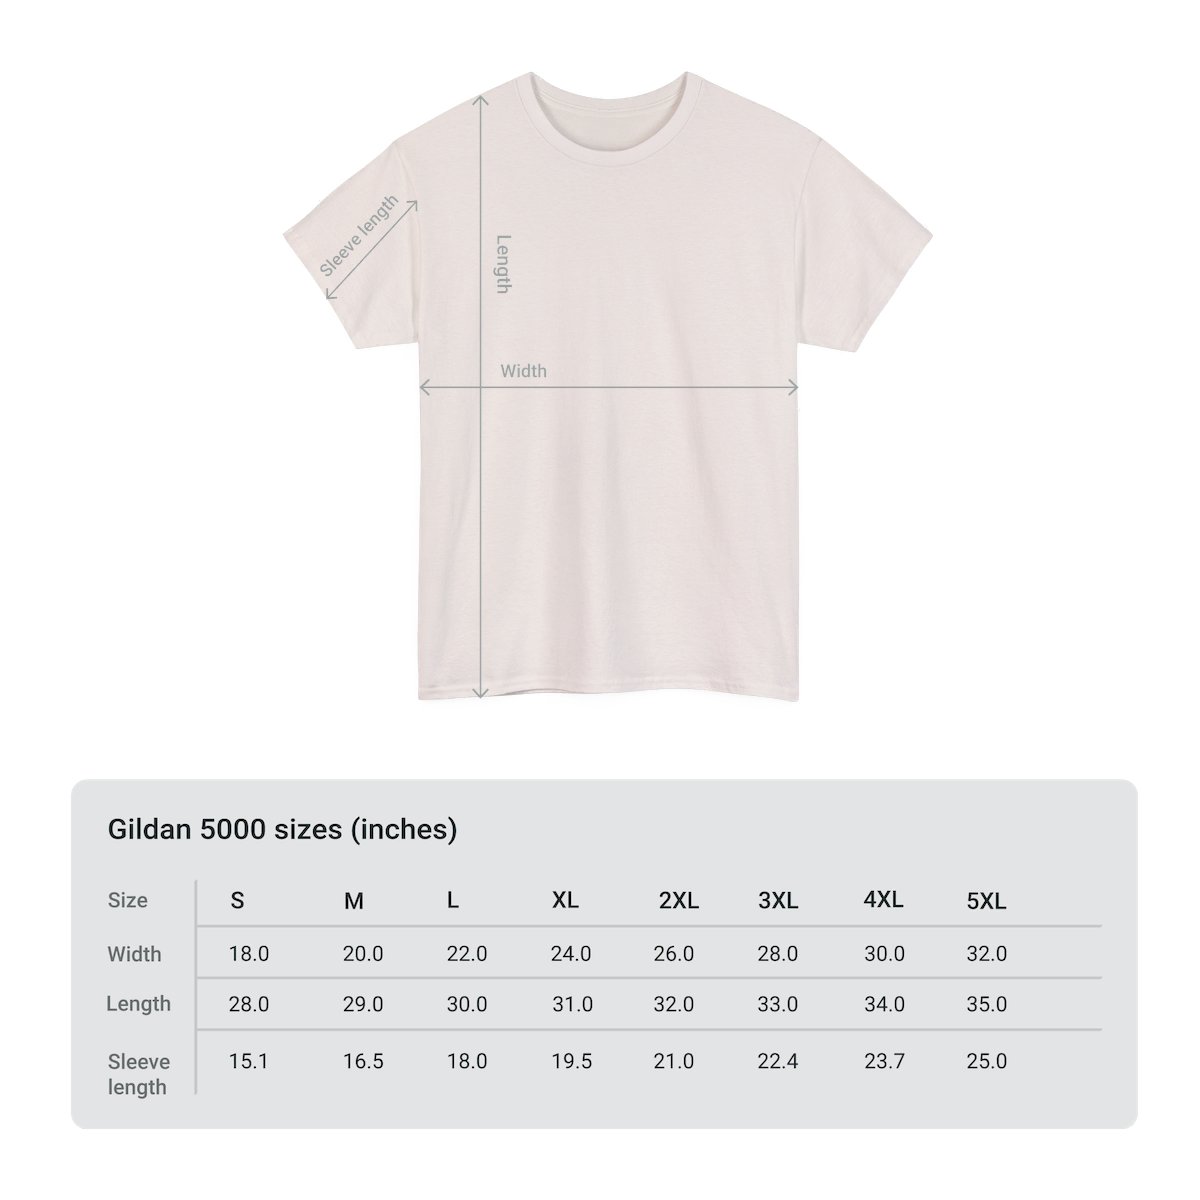 Sleeve length
Length
Width
Gildan 5000 sizes (inches)
Size S M L XL 2XL 3XL 4XL 5XL
Width 18.0 20.0 22.0 24.0 26.0 28.0 30.0 32.0
Length 28.0 29.0 30.0 31.0 32.0 33.0 34.0 35.0
Sleeve length 15.1 16.5 18.0 19.5 21.0 22.4 23.7 25.0